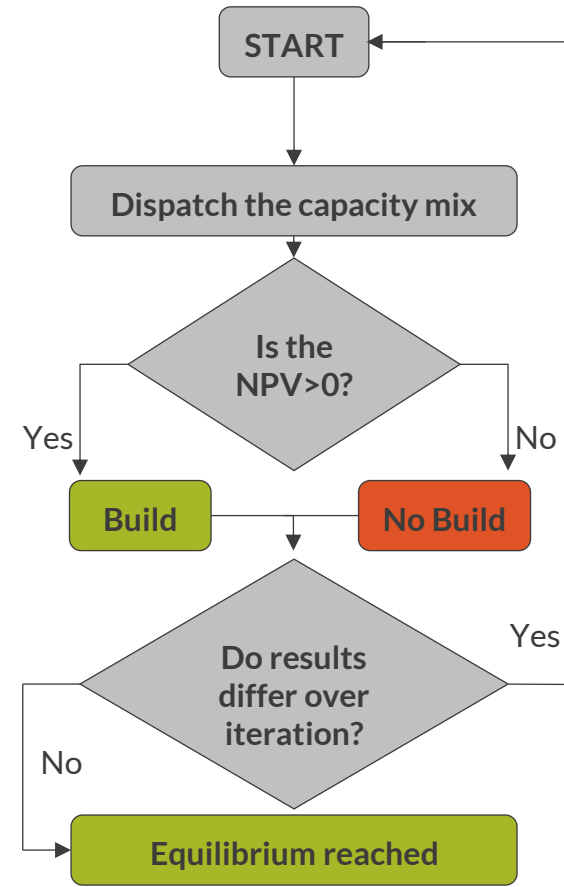 START
Dispatch the capacity mix
Is the
NPV>0?
Yes
No
Build
No Build
Yes
Do results
differ over
iteration?
No
Equilibrium reached